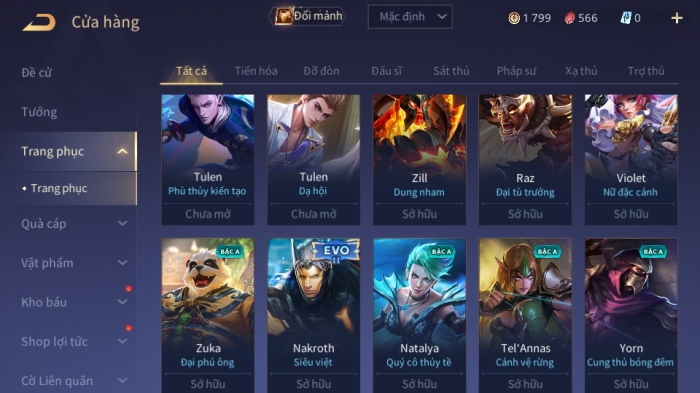 Cửa hàng
Đổi mảnh
Mặc định
1 799
566
0
Đề cử
Tướng
Trang phục
Trang phục
Quà cáp
Vật phẩm
Kho báu
Shop lợi tức
Cờ Liên quân
Tất cả
Tiến hóa
Đỡ đòn
Đấu sĩ
Sát thủ
Pháp sư
Xạ thủ
Trợ thủ
Tulen
Phù thủy kiến tạo
Chưa mở
Tulen
Dạ hội
Chưa mở
Zill
Dung nham
Sở hữu
Raz
Đại tù trưởng
Sở hữu
Violet
Nữ đặc cảnh
Sở hữu
BẬC A
Zuka
Đại phú ông
Sở hữu
EVO
II
Nakroth
Siêu việt
Sở hữu
BẬC A
Natalya
Quý cô thủy tề
Sở hữu
BẬC A
Tel'Annas
Cảnh vệ rừng
Sở hữu
BẬC A
Yorn
Cung thủ bóng đêm
Sở hữu